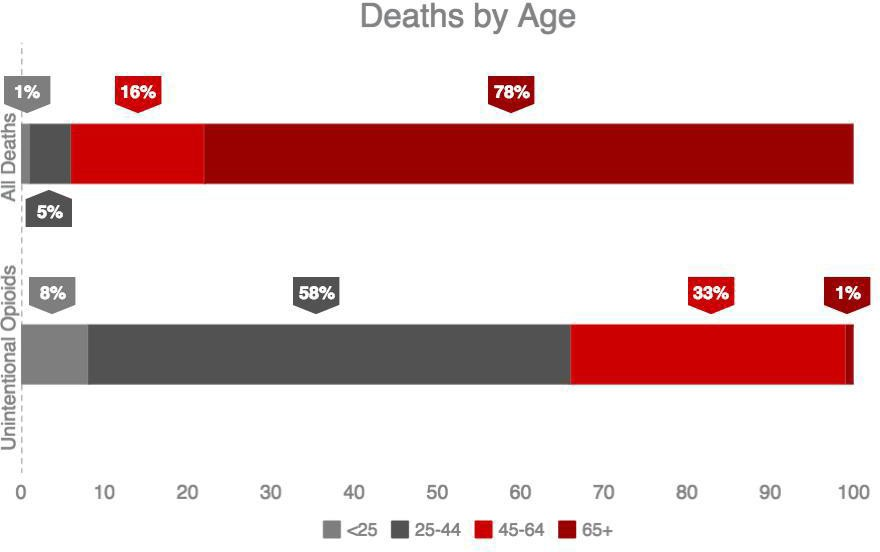 Deaths by Age
1% 16% 78%
All Deaths
5%
8% 58% 33% 1%
Unintentional Opioids
0 10 20 30 40 50 60 70 80 90 100
<25 25-44 45-64 65+